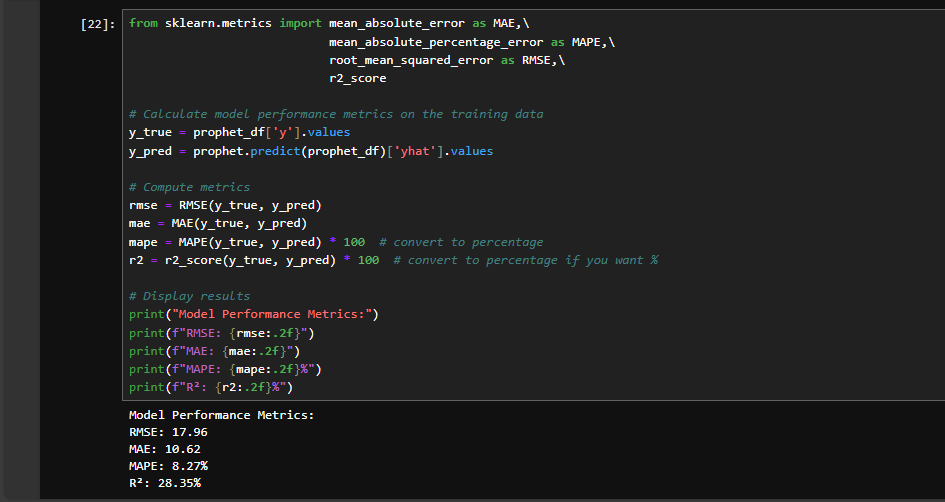 [22]: from sklearn.metrics import mean_absolute_error as MAE,\
mean_absolute_percentage_error as MAPE,\
root_mean_squared_error as RMSE,\
r2_score
# Calculate model performance metrics on the training data
y_true = prophet_df['y'].values
y_pred = prophet.predict(prophet_df)['yhat'].values
# Compute metrics
rmse = RMSE(y_true, y_pred)
mae = MAE(y_true, y_pred)
mape = MAPE(y_true, y_pred) * 100  # convert to percentage
r2 = r2_score(y_true, y_pred) * 100  # convert to percentage if you want %
# Display results
print("Model Performance Metrics:")
print(f"RMSE: {rmse:.2f}")
print(f"MAE: {mae:.2f}")
print(f"MAPE: {mape:.2f}%")
print(f"R²: {r2:.2f}%")
Model Performance Metrics:
RMSE: 17.96
MAE: 10.62
MAPE: 8.27%
R²: 28.35%